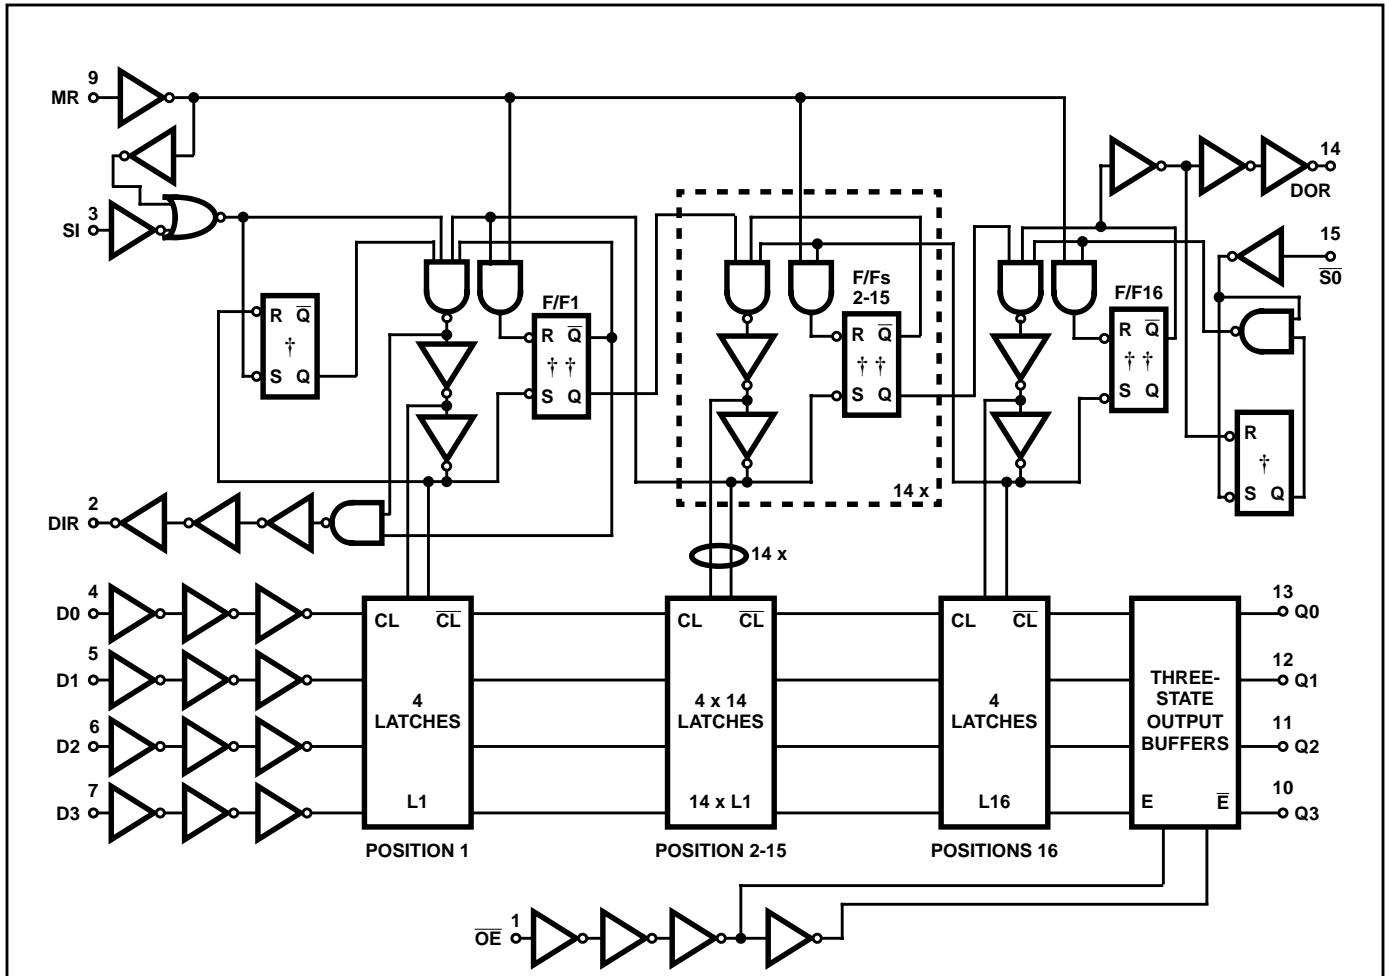 9
MR
14
DOR
3
SI
15
S̅0̅
F/F1
F/Fs
2-15
F/F16
R Q̅
†
S Q
R Q̅
† †
S Q
R Q̅
† †
S Q
R Q̅
† †
S Q
R
†
S Q
14 x
2
DIR
14 x
4
D0
5
D1
6
D2
7
D3
CL C̅L̅
4
LATCHES
L1
POSITION 1
CL C̅L̅
4 x 14
LATCHES
14 x L1
POSITION 2-15
CL C̅L̅
4
LATCHES
L16
POSITIONS 16
THREE-
STATE
OUTPUT
BUFFERS
E E̅
13
Q0
12
Q1
11
Q2
10
Q3
1
O̅E̅